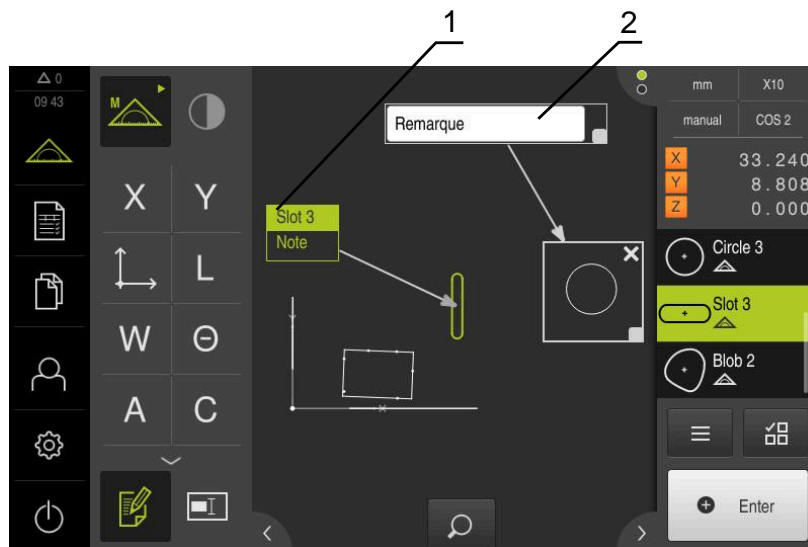 1
2
0
09 43
M
X
Y
L
W
Θ
A
C
Remarque
Slot 3
Note
mm
X10
manual
COS 2
X 33.240
Y 8.808
Z 0.000
Circle 3
Slot 3
Blob 2
Enter